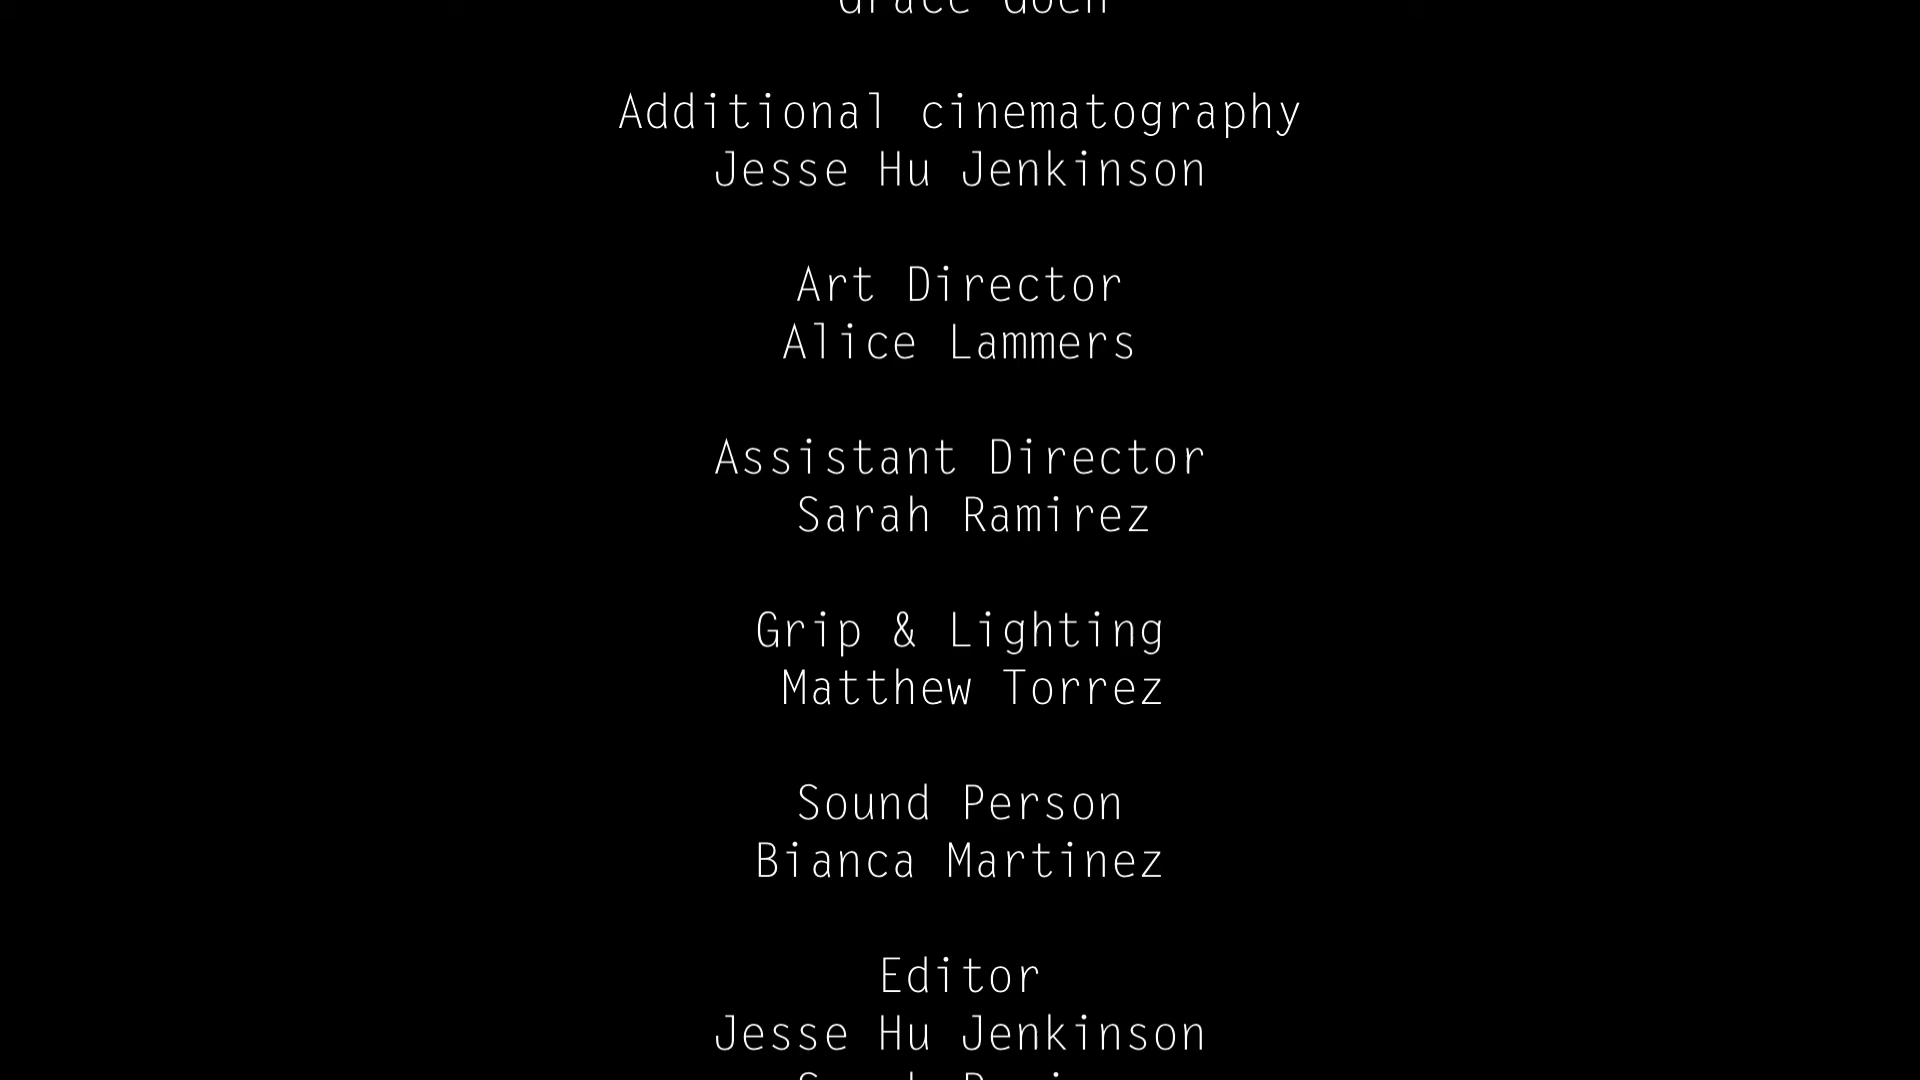 Additional cinematography
Jesse Hu Jenkinson
Art Director
Alice Lammers
Assistant Director
Sarah Ramirez
Grip & Lighting
Matthew Torrez
Sound Person
Bianca Martinez
Editor
Jesse Hu Jenkinson